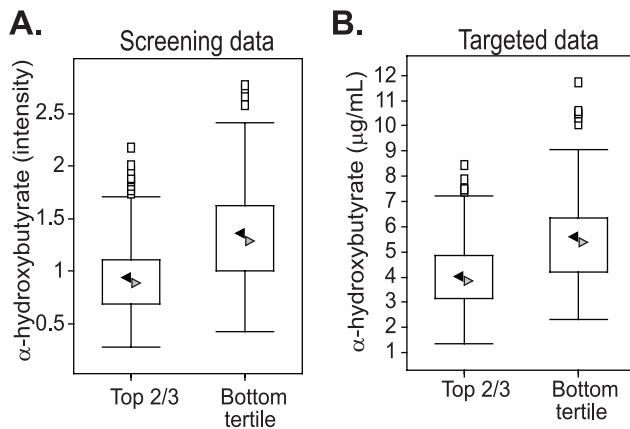 A.
Screening data
α-hydroxybutyrate (intensity)
2.5
2
1.5
1
0.5
Top 2/3
Bottom
tertile
B.
Targeted data
α-hydroxybutyrate (μg/mL)
12
11
10
9
8
7
6
5
4
3
2
1
Top 2/3
Bottom
tertile